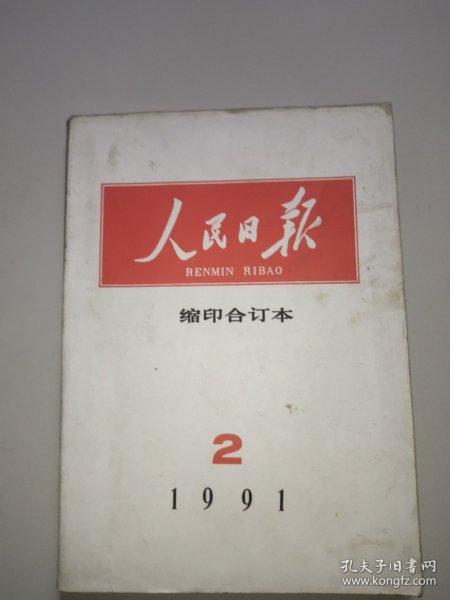 人民日报
RENMIN RIBAO
缩印合订本
2
1991
孔夫子旧书网
www.kongfz.com